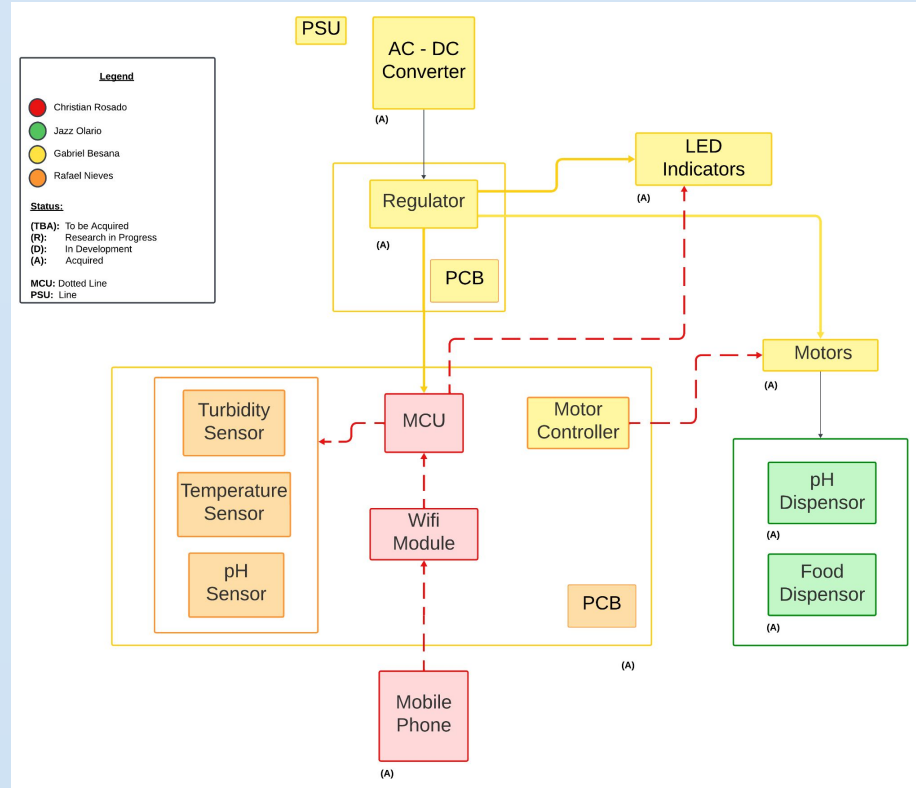 PSU
AC - DC
Converter
(A)
Legend
Christian Rosado
Jazz Olario
Gabriel Besana
Rafael Nieves
Status:
(TBA): To be Acquired
(R): Research in Progress
(D): In Development
(A): Acquired
MCU: Dotted Line
PSU: Line
LED
Indicators
(A)
Regulator
(A)
PCB
Motors
(A)
Turbidity
Sensor
Temperature
Sensor
pH
Sensor
MCU
Wifi
Module
Motor
Controller
PCB
(A)
pH
Dispensor
(A)
Food
Dispensor
(A)
Mobile
Phone
(A)